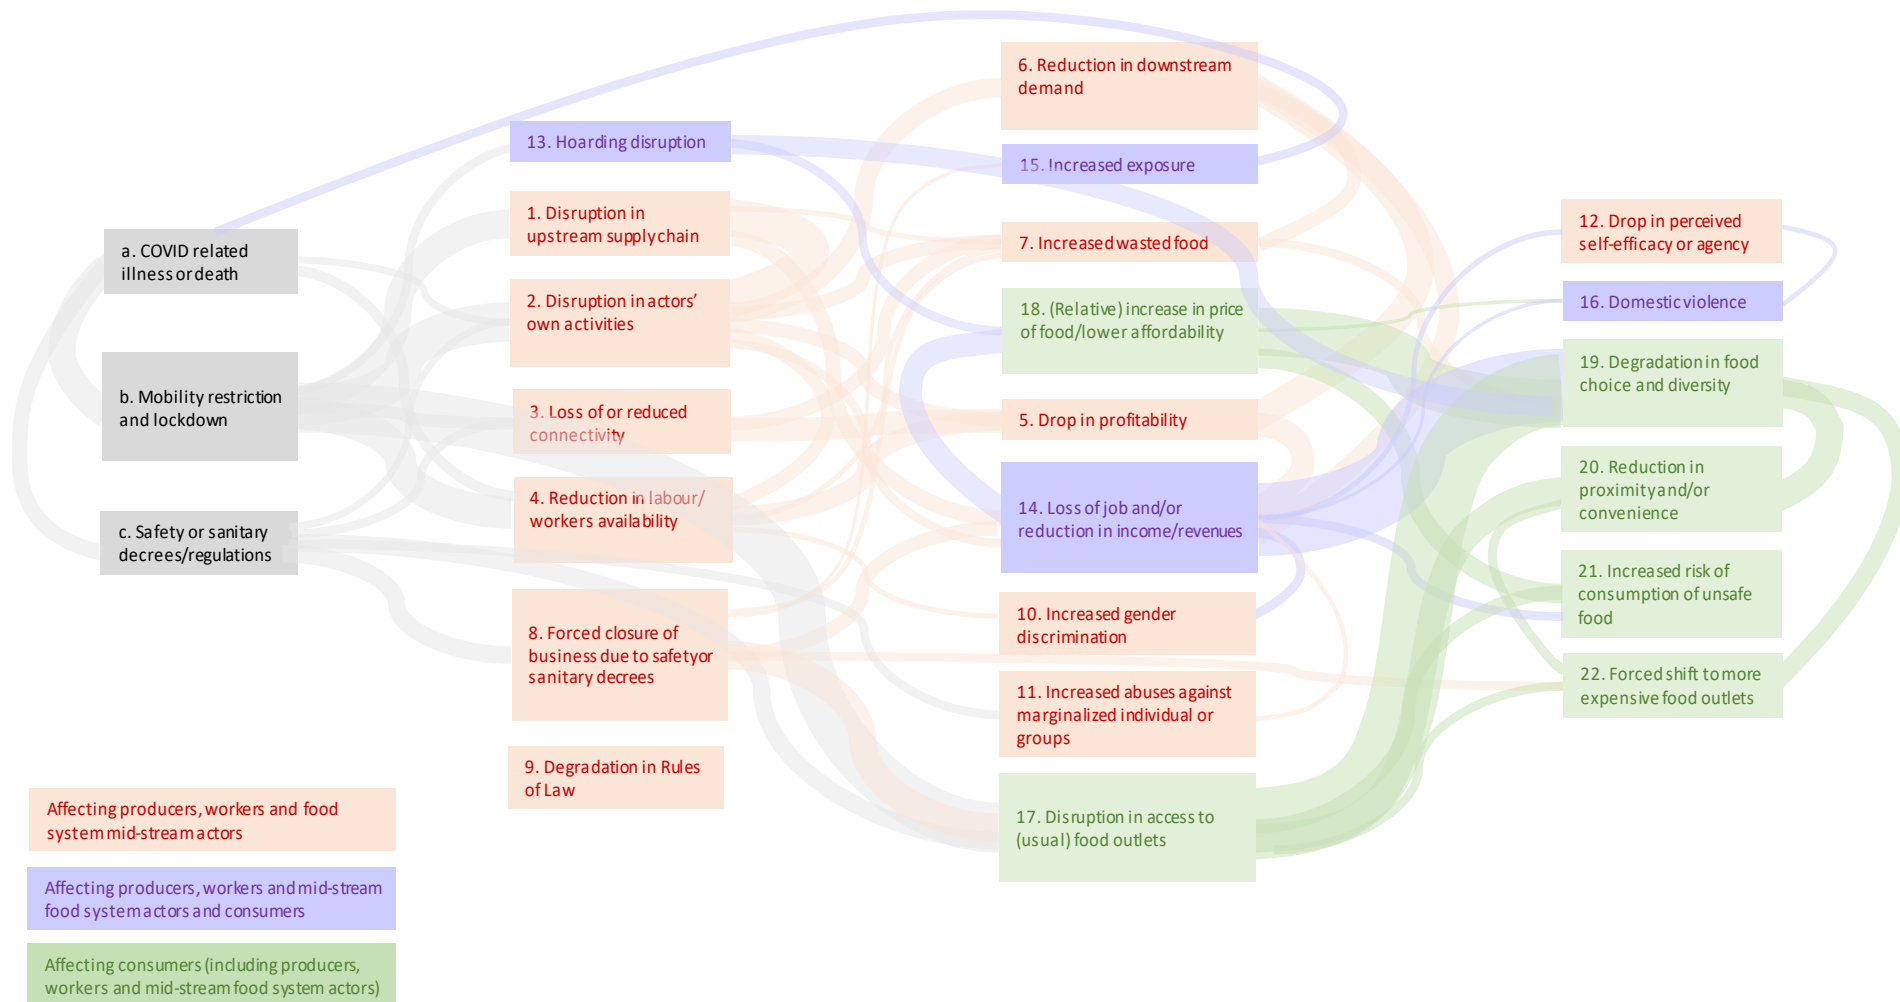 a. COVID related
illness or death
b. Mobility restriction
and lockdown
c. Safety or sanitary
decrees/regulations
13. Hoarding disruption
1. Disruption in
upstream supply chain
2. Disruption in actors’
own activities
3. Loss of or reduced
connectivity
4. Reduction in labour/
workers availability
8. Forced closure of
business due to safety or
sanitary decrees
9. Degradation in Rules
of Law
6. Reduction in downstream
demand
15. Increased exposure
7. Increased wasted food
18. (Relative) increase in price
of food/lower affordability
5. Drop in profitability
14. Loss of job and/or
reduction in income/revenues
10. Increased gender
discrimination
11. Increased abuses against
marginalized individual or
groups
17. Disruption in access to
(usual) food outlets
12. Drop in perceived
self-efficacy or agency
16. Domestic violence
19. Degradation in food
choice and diversity
20. Reduction in
proximity and/or
convenience
21. Increased risk of
consumption of unsafe
food
22. Forced shift to more
expensive food outlets
Affecting producers, workers and food
system mid-stream actors
Affecting producers, workers and mid-stream
food system actors and consumers
Affecting consumers (including producers,
workers and mid-stream food system actors)